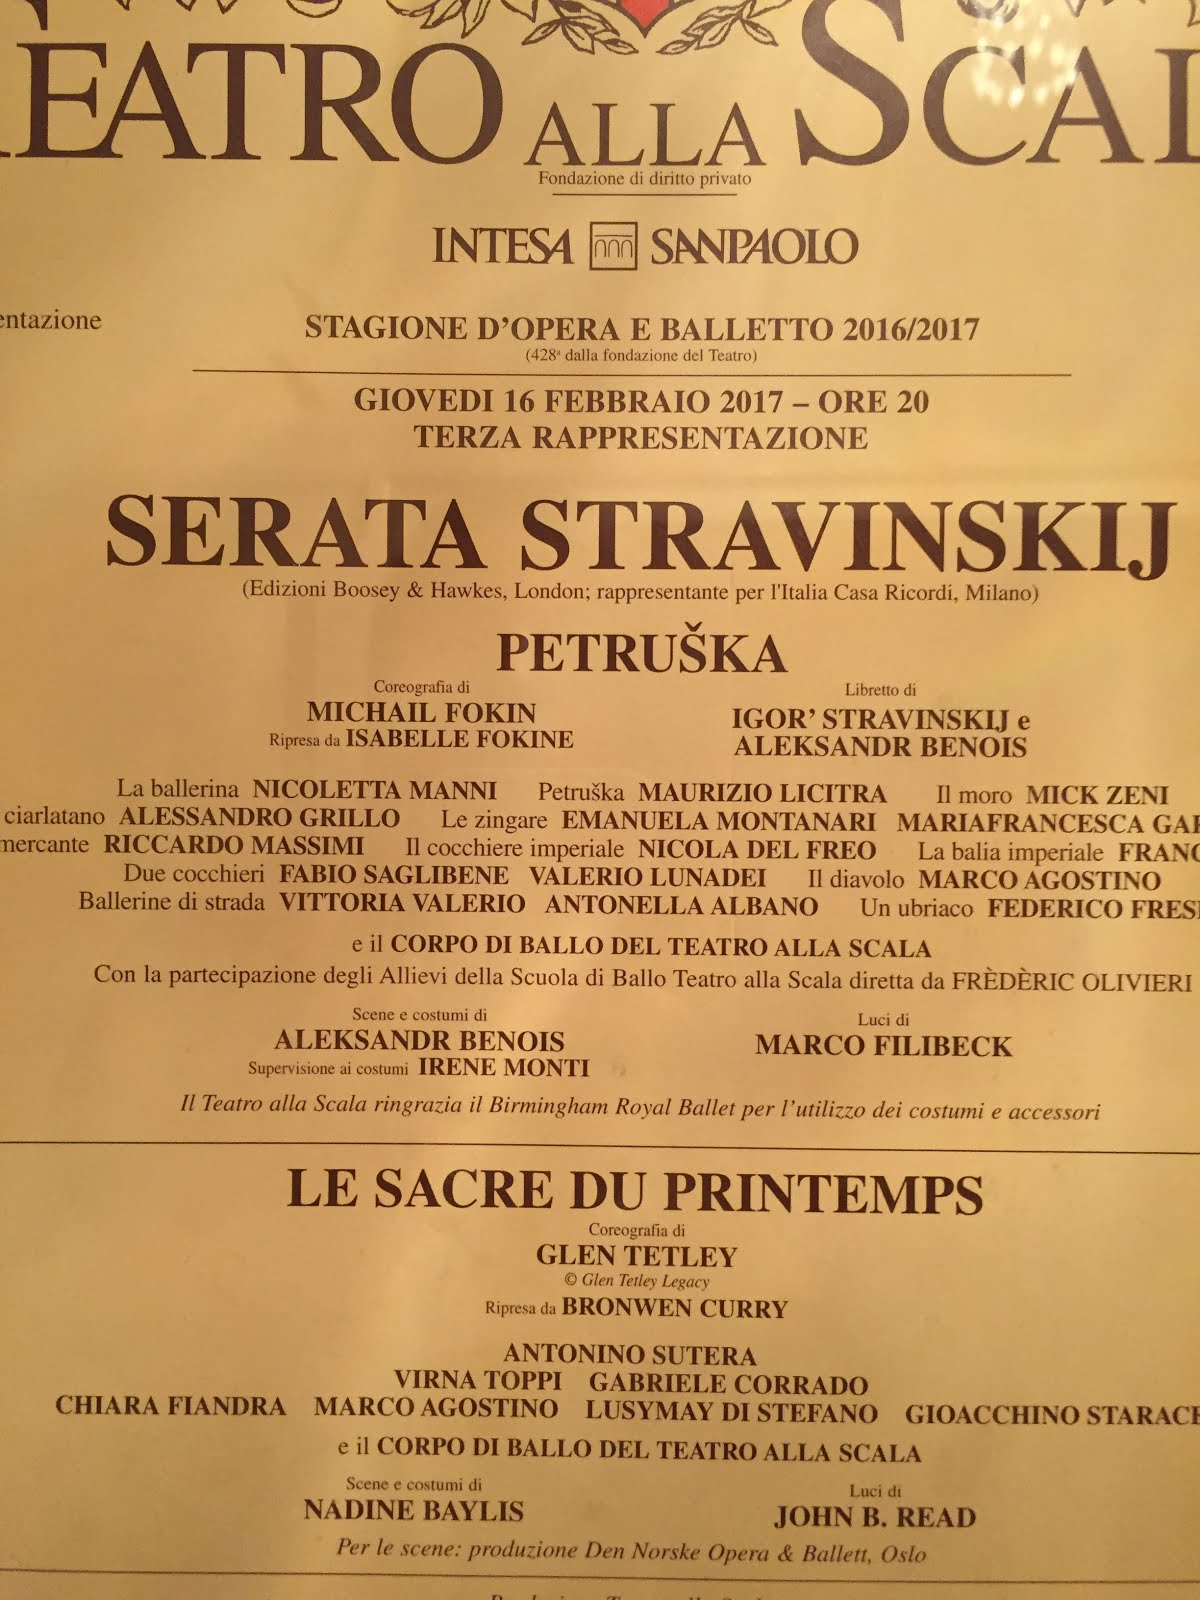 TEATRO ALLA SCAL
Fondazione di diritto privato
INTESA SANPAOLO
entazione
STAGIONE D'OPERA E BALLETTO 2016/2017
(428ª dalla fondazione del Teatro)
GIOVEDI 16 FEBBRAIO 2017 – ORE 20
TERZA RAPPRESENTAZIONE
SERATA STRAVINSKIJ
(Edizioni Boosey & Hawkes, London; rappresentante per l'Italia Casa Ricordi, Milano)
PETRUŠKA
Coreografia di
MICHAIL FOKIN
Ripresa da ISABELLE FOKINE
Libretto di
IGOR' STRAVINSKIJ e
ALEKSANDR BENOIS
La ballerina NICOLETTA MANNI Petruška MAURIZIO LICITRA Il moro MICK ZENI
ciarlatano ALESSANDRO GRILLO Le zingare EMANUELA MONTANARI MARIAFRANCESCA GAR
mercante RICCARDO MASSIMI Il cocchiere imperiale NICOLA DEL FREO La balia imperiale FRANC
Due cocchieri FABIO SAGLIBENE VALERIO LUNADEI Il diavolo MARCO AGOSTINO
Ballerine di strada VITTORIA VALERIO ANTONELLA ALBANO Un ubriaco FEDERICO FRES
e il CORPO DI BALLO DEL TEATRO ALLA SCALA
Con la partecipazione degli Allievi della Scuola di Ballo Teatro alla Scala diretta da FRÈDÈRIC OLIVIERI
Scene e costumi di
ALEKSANDR BENOIS
Supervisione ai costumi IRENE MONTI
Luci di
MARCO FILIBECK
Il Teatro alla Scala ringrazia il Birmingham Royal Ballet per l'utilizzo dei costumi e accessori
LE SACRE DU PRINTEMPS
Coreografia di
GLEN TETLEY
© Glen Tetley Legacy
Ripresa da BRONWEN CURRY
ANTONINO SUTERA
VIRNA TOPPI GABRIELE CORRADO
CHIARA FIANDRA MARCO AGOSTINO LUSYMAY DI STEFANO GIOACCHINO STARACE
e il CORPO DI BALLO DEL TEATRO ALLA SCALA
Scene e costumi di
NADINE BAYLIS
Luci di
JOHN B. READ
Per le scene: produzione Den Norske Opera & Ballett, Oslo